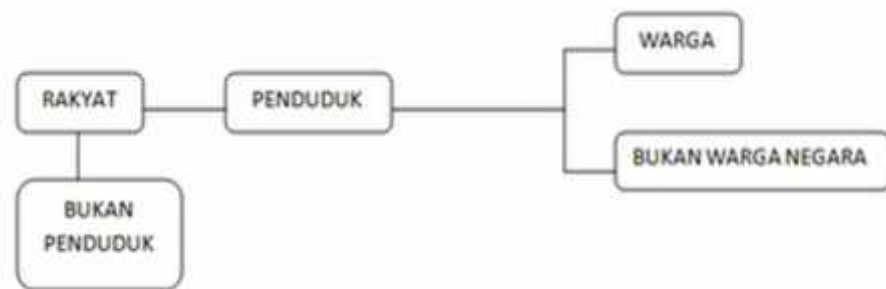 WARGA
RAKYAT
PENDUDUK
BUKAN WARGA NEGARA
BUKAN
PENDUDUK